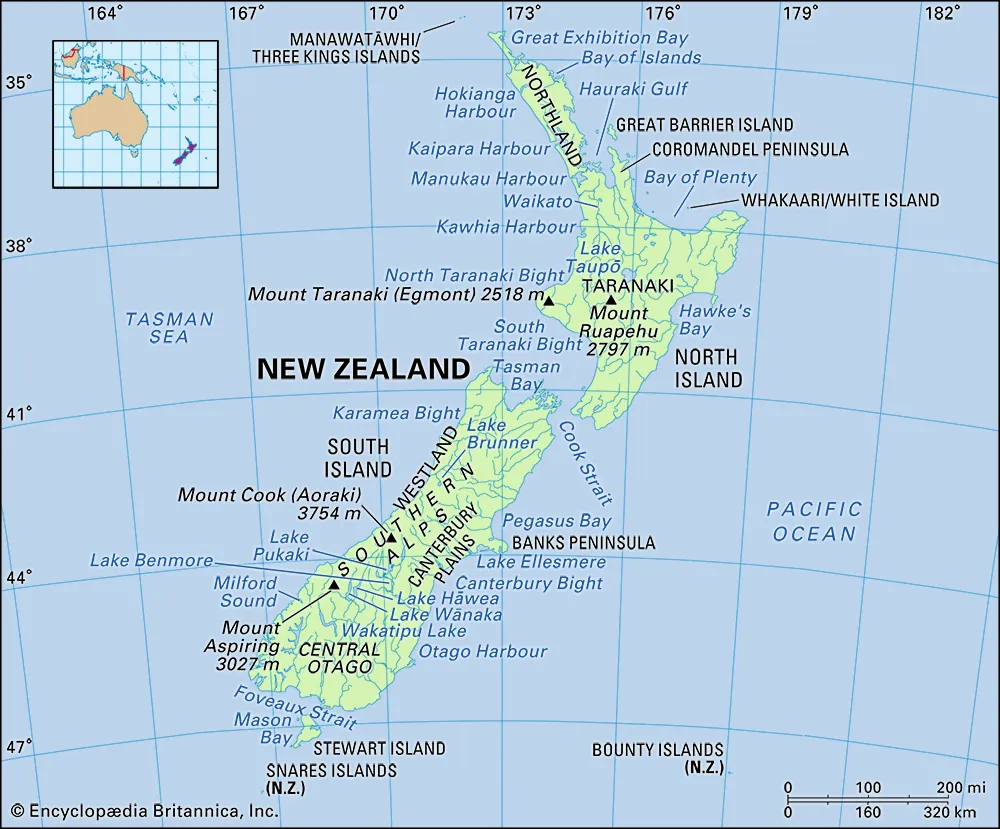 164°
167°
170°
173°
176°
179°
182°
MANAWATĀWHI/
THREE KINGS ISLANDS
Great Exhibition Bay
Bay of Islands
35°
NORTHLAND
Hauraki Gulf
Hokianga
Harbour
GREAT BARRIER ISLAND
COROMANDEL PENINSULA
Kaipara Harbour
Manukau Harbour
Bay of Plenty
Waikato
WHAKAARI/WHITE ISLAND
Kawhia Harbour
38°
Lake
Taupō
North Taranaki Bight
TARANAKI
Mount Taranaki (Egmont) 2518 m
Mount
Ruapehu
2797 m
Hawke's
Bay
TASMAN
SEA
South
Taranaki Bight
NORTH
ISLAND
NEW ZEALAND
Tasman
Bay
41°
Karamea Bight
Lake
Brunner
Cook Strait
SOUTH
ISLAND
WESTLAND
SOUTHERN
ALPS
Mount Cook (Aoraki)
3754 m
CANTERBURY
PLAINS
PACIFIC
OCEAN
Pegasus Bay
BANKS PENINSULA
Lake
Pukaki
Lake Benmore
Lake Ellesmere
44°
Milford
Sound
Canterbury Bight
Lake Hāwea
Lake Wānaka
Mount
Aspiring
3027 m
Wakatipu Lake
CENTRAL
OTAGO
Otago Harbour
Foveaux Strait
Mason
Bay
47°
STEWART ISLAND
SNARES ISLANDS
(N.Z.)
BOUNTY ISLANDS
(N.Z.)
0 100 200 mi
0 160 320 km
© Encyclopædia Britannica, Inc.